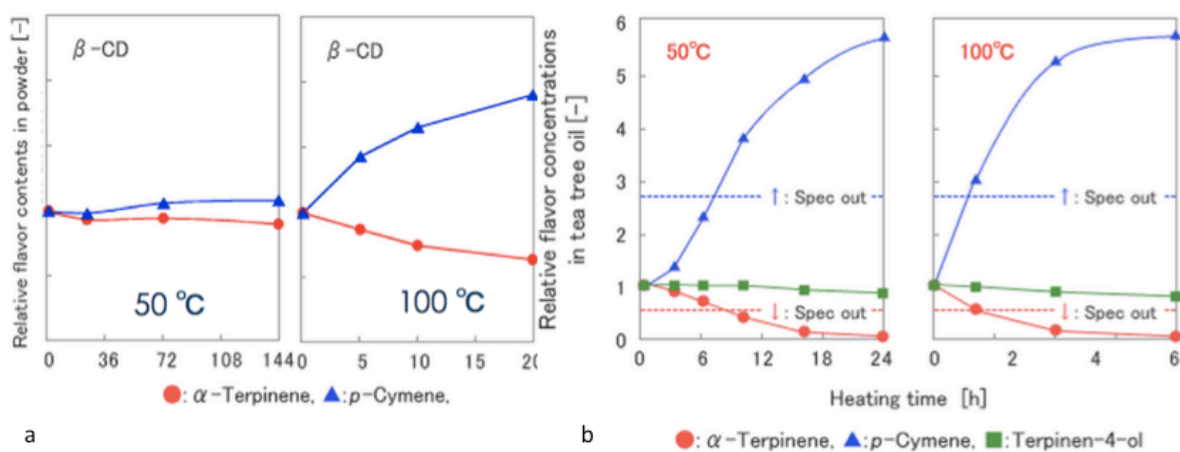 Relative flavor contents in powder [-]
β-CD
50 ℃
0 36 72 108 144
β-CD
100 ℃
0 5 10 15 20
●: α-Terpinene, ▲: p-Cymene,
a
Relative flavor concentrations
in tea tree oil [-]
6
5
4
3
2
1
0
50℃
↑: Spec out
↓: Spec out
0 6 12 18 24
100℃
↑: Spec out
↓: Spec out
0 2 4 6
Heating time [h]
b
●: α-Terpinene, ▲: p-Cymene, ■: Terpinen-4-ol